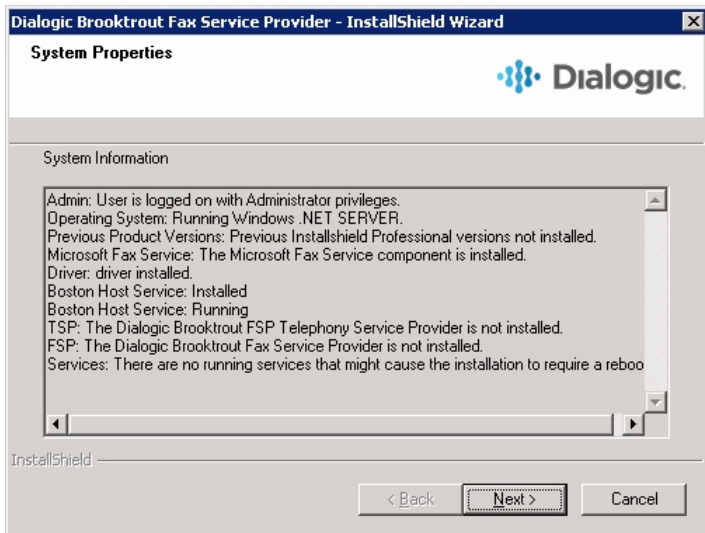 Dialogic Brooktrout Fax Service Provider - InstallShield Wizard
System Properties
Dialogic.
System Information
Admin: User is logged on with Administrator privileges.
Operating System: Running Windows .NET SERVER.
Previous Product Versions: Previous Installshield Professional versions not installed.
Microsoft Fax Service: The Microsoft Fax Service component is installed.
Driver: driver installed.
Boston Host Service: Installed
Boston Host Service: Running
TSP: The Dialogic Brooktrout FSP Telephony Service Provider is not installed.
FSP: The Dialogic Brooktrout Fax Service Provider is not installed.
Services: There are no running services that might cause the installation to require a reboo
InstallShield
< Back
Next >
Cancel